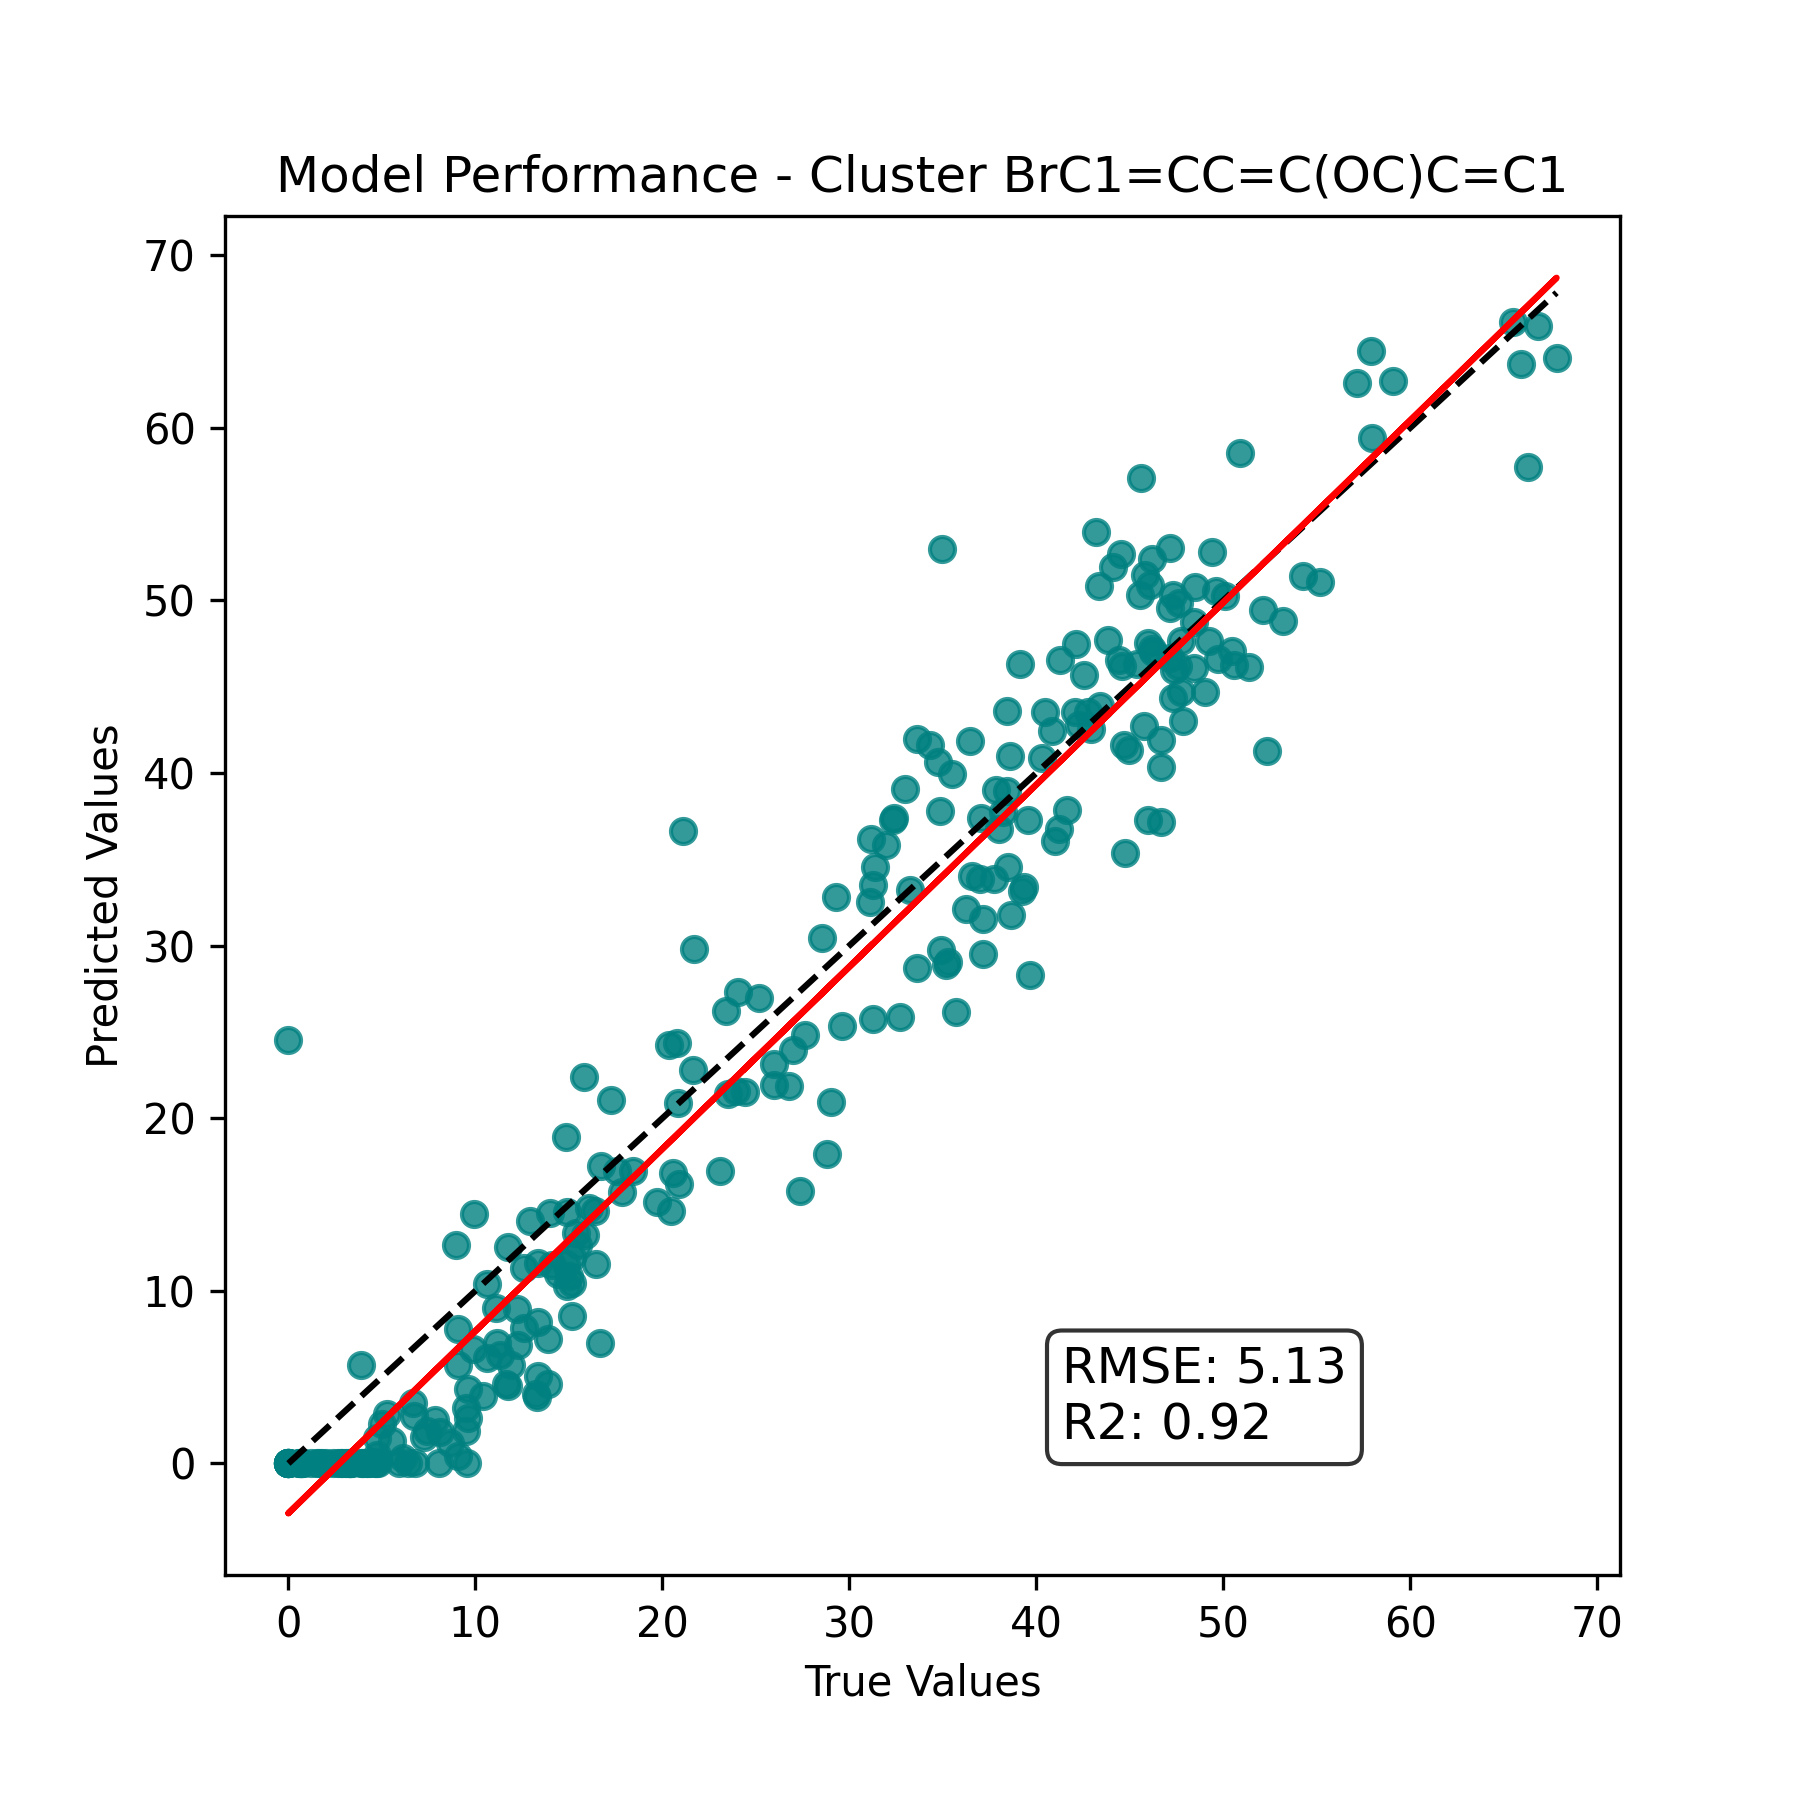 Model Performance - Cluster BrC1=CC=C(OC)C=C1
70
60
50
40
30
20
10
0
Predicted Values
RMSE: 5.13
R2: 0.92
0 10 20 30 40 50 60 70
True Values